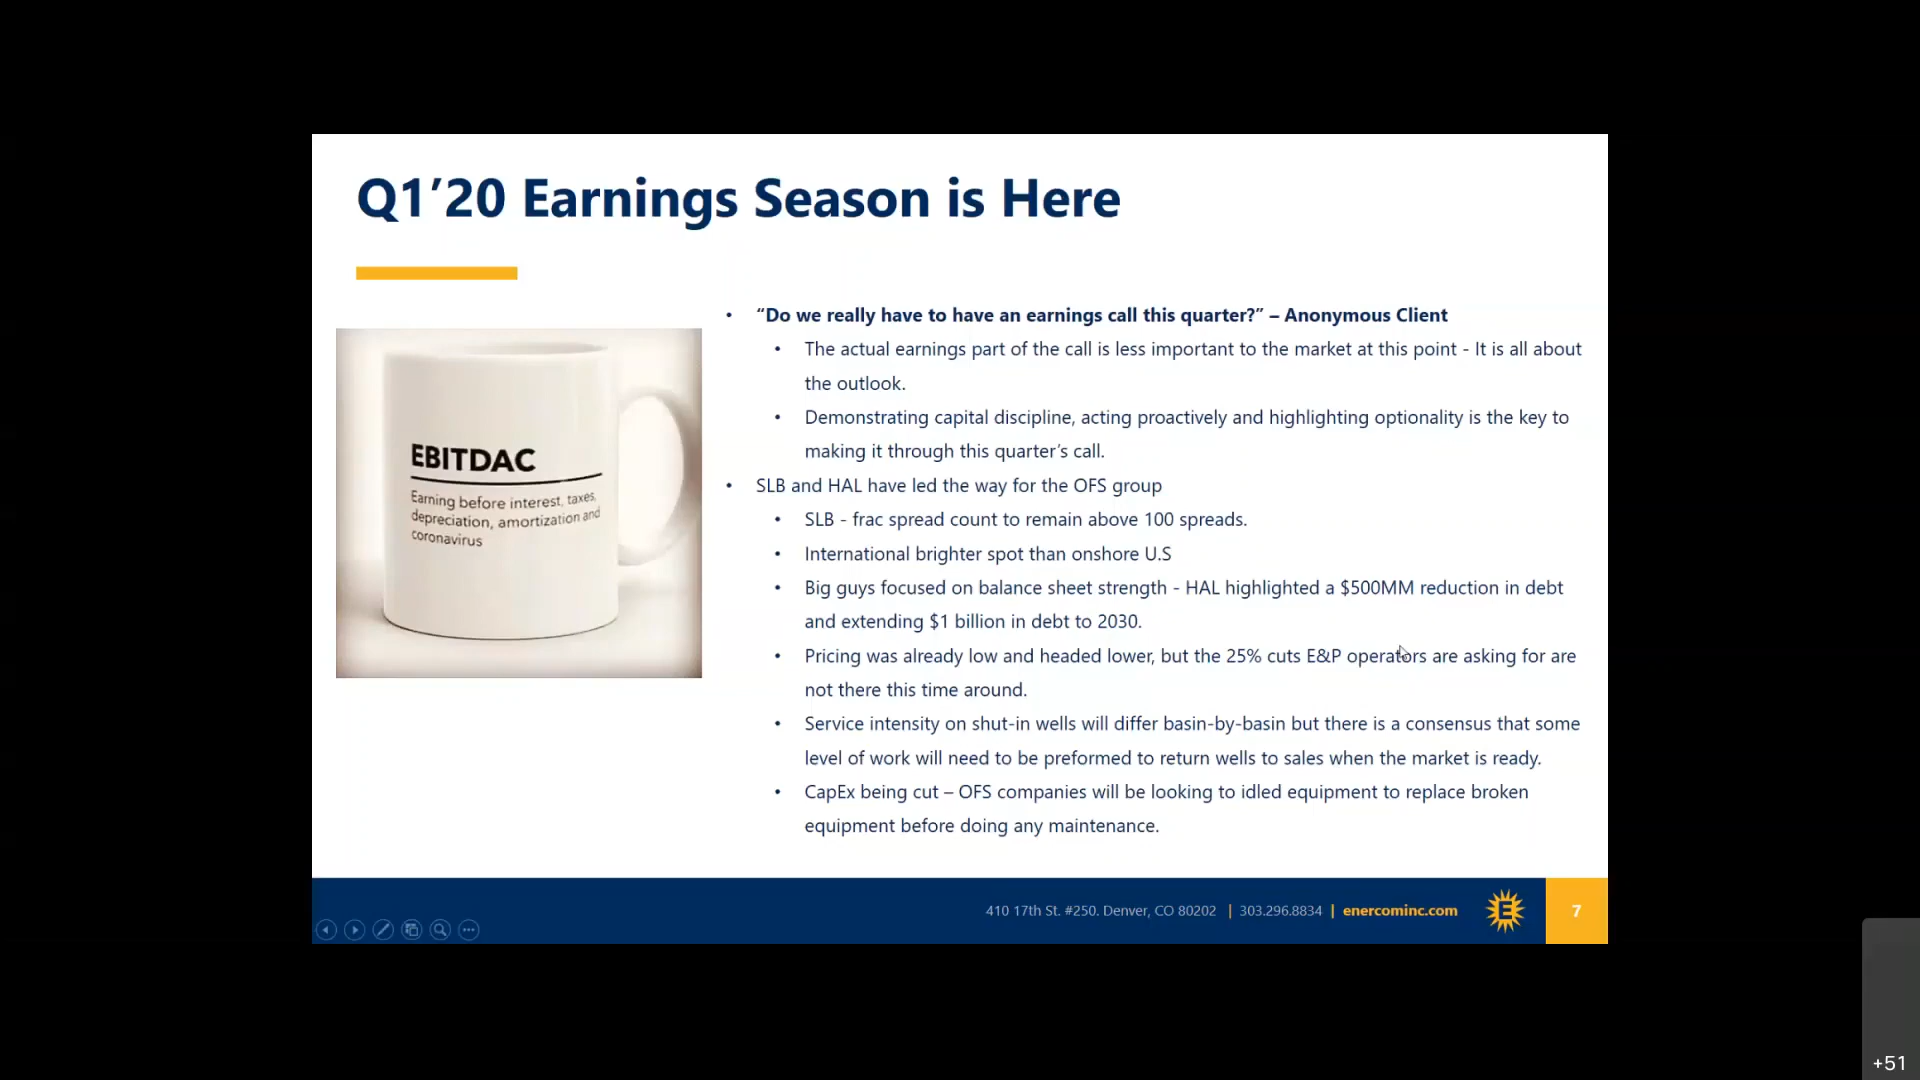 Q1’20 Earnings Season is Here
EBITDAC
Earning before interest, taxes,
depreciation, amortization and
coronavirus
• “Do we really have to have an earnings call this quarter?” – Anonymous Client
• The actual earnings part of the call is less important to the market at this point - It is all about
the outlook.
• Demonstrating capital discipline, acting proactively and highlighting optionality is the key to
making it through this quarter’s call.
• SLB and HAL have led the way for the OFS group
• SLB - frac spread count to remain above 100 spreads.
• International brighter spot than onshore U.S
• Big guys focused on balance sheet strength - HAL highlighted a $500MM reduction in debt
and extending $1 billion in debt to 2030.
• Pricing was already low and headed lower, but the 25% cuts E&P operators are asking for are
not there this time around.
• Service intensity on shut-in wells will differ basin-by-basin but there is a consensus that some
level of work will need to be preformed to return wells to sales when the market is ready.
• CapEx being cut – OFS companies will be looking to idled equipment to replace broken
equipment before doing any maintenance.
410 17th St. #250. Denver, CO 80202 | 303.296.8834 | enercominc.com
E
7
+51